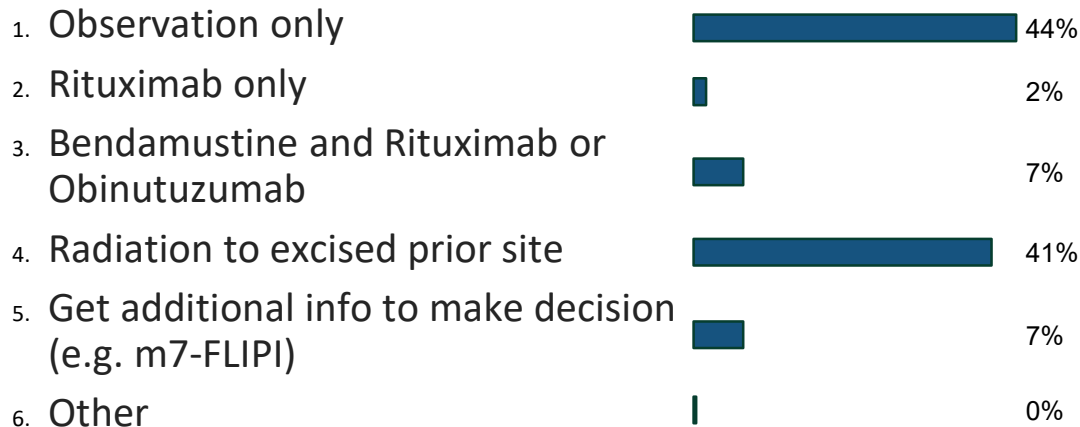 1. Observation only 44%
2. Rituximab only 2%
3. Bendamustine and Rituximab or
Obinutuzumab 7%
4. Radiation to excised prior site 41%
5. Get additional info to make decision
(e.g. m7-FLIPI) 7%
6. Other 0%